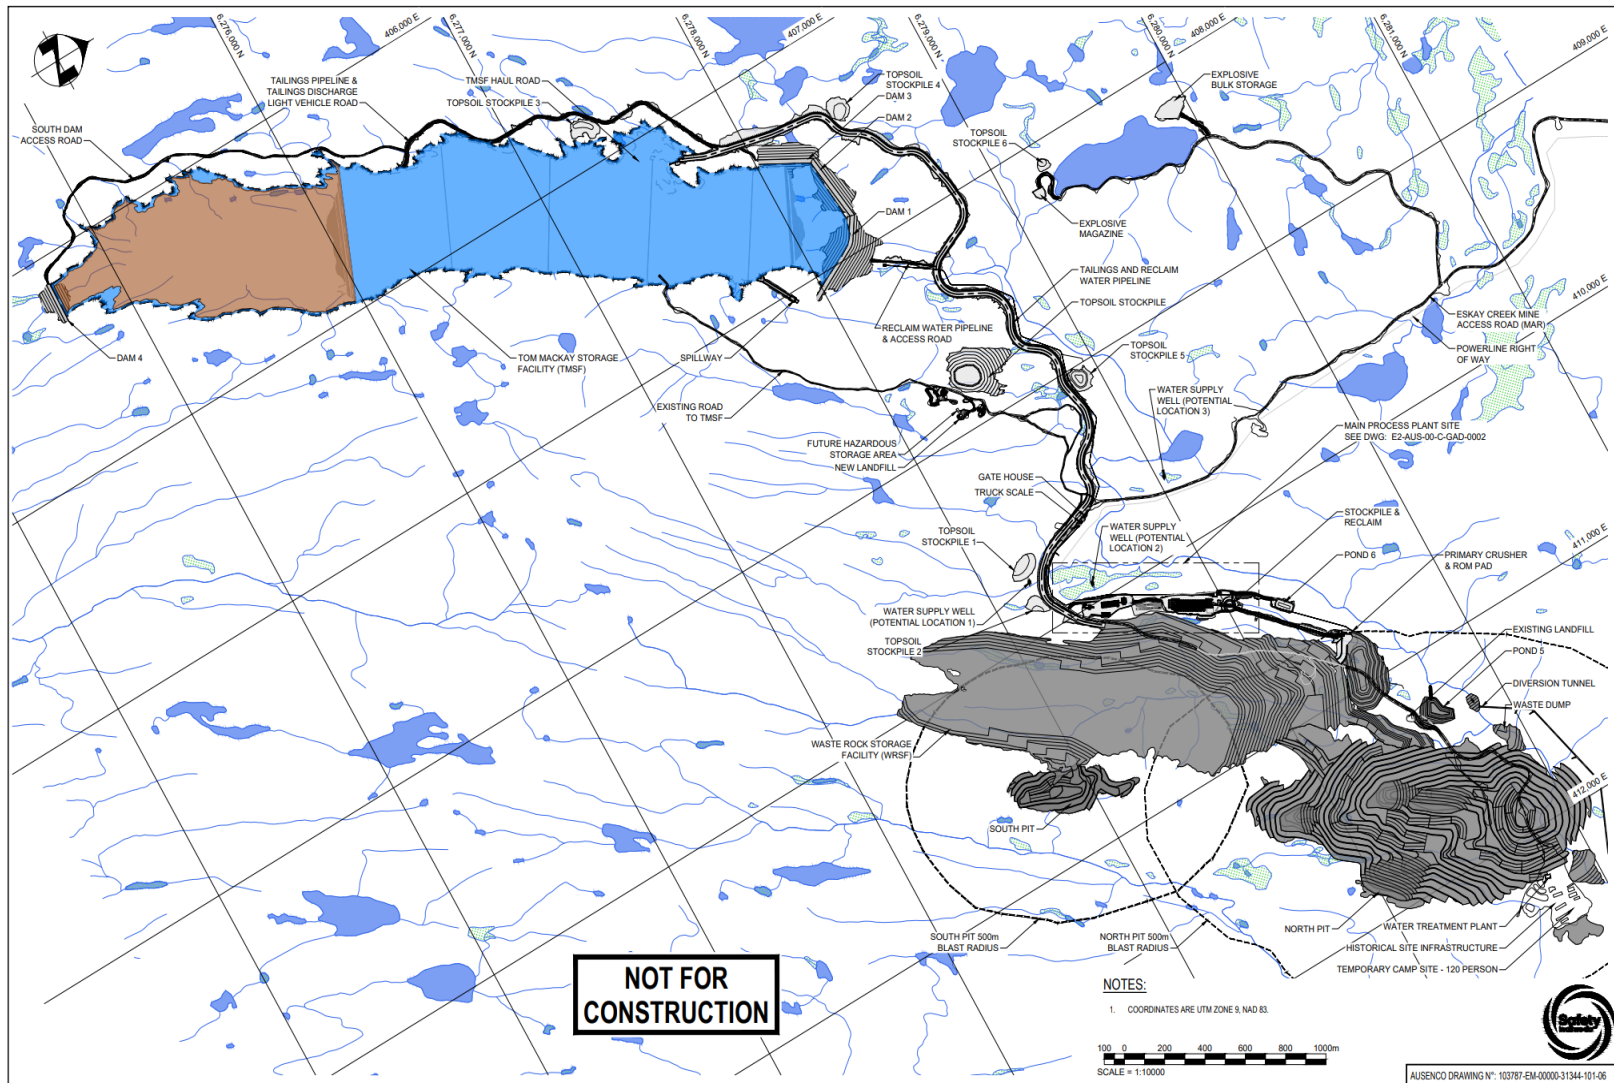 6,276,000 N
406,000 E
6,277,000 N
6,278,000 N
407,000 E
6,279,000 N
6,280,000 N
408,000 E
6,281,000 N
409,000 E
TAILINGS PIPELINE &
TAILINGS DISCHARGE
LIGHT VEHICLE ROAD
TMSF HAUL ROAD
TOPSOIL STOCKPILE 3
TOPSOIL
STOCKPILE 4
DAM 3
DAM 2
EXPLOSIVE
BULK STORAGE
SOUTH DAM
ACCESS ROAD
TOPSOIL
STOCKPILE 6
DAM 1
EXPLOSIVE
MAGAZINE
TAILINGS AND RECLAIM
WATER PIPELINE
410,000 E
TOPSOIL STOCKPILE
ESKAY CREEK MINE
ACCESS ROAD (MAR)
RECLAIM WATER PIPELINE
& ACCESS ROAD
POWERLINE RIGHT
OF WAY
DAM 4
TOM MACKAY STORAGE
FACILITY (TMSF)
SPILLWAY
TOPSOIL
STOCKPILE 5
WATER SUPPLY
WELL (POTENTIAL
LOCATION 3)
EXISTING ROAD
TO TMSF
MAIN PROCESS PLANT SITE
SEE DWG: E2-AUS-00-C-GAD-0002
FUTURE HAZARDOUS
STORAGE AREA
NEW LANDFILL
GATE HOUSE
TRUCK SCALE
STOCKPILE &
RECLAIM
TOPSOIL
STOCKPILE 1
WATER SUPPLY
WELL (POTENTIAL
LOCATION 2)
411,000 E
POND 6
PRIMARY CRUSHER
& ROM PAD
WATER SUPPLY WELL
(POTENTIAL LOCATION 1)
TOPSOIL
STOCKPILE 2
EXISTING LANDFILL
POND 5
DIVERSION TUNNEL
WASTE DUMP
WASTE ROCK STORAGE
FACILITY (WRSF)
412,000 E
SOUTH PIT
SOUTH PIT 500m
BLAST RADIUS
NORTH PIT 500m
BLAST RADIUS
NORTH PIT
WATER TREATMENT PLANT
HISTORICAL SITE INFRASTRUCTURE
TEMPORARY CAMP SITE - 120 PERSON
NOT FOR
CONSTRUCTION
NOTES:
1. COORDINATES ARE UTM ZONE 9, NAD 83.
100 0 200 400 600 800 1000m
SCALE = 1:10000
Safety
AUSENCO DRAWING Nº: 103787-EM-00000-31344-101-06